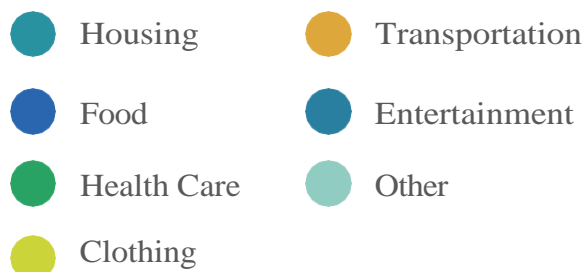 Housing
Transportation
Food
Entertainment
Health Care
Other
Clothing